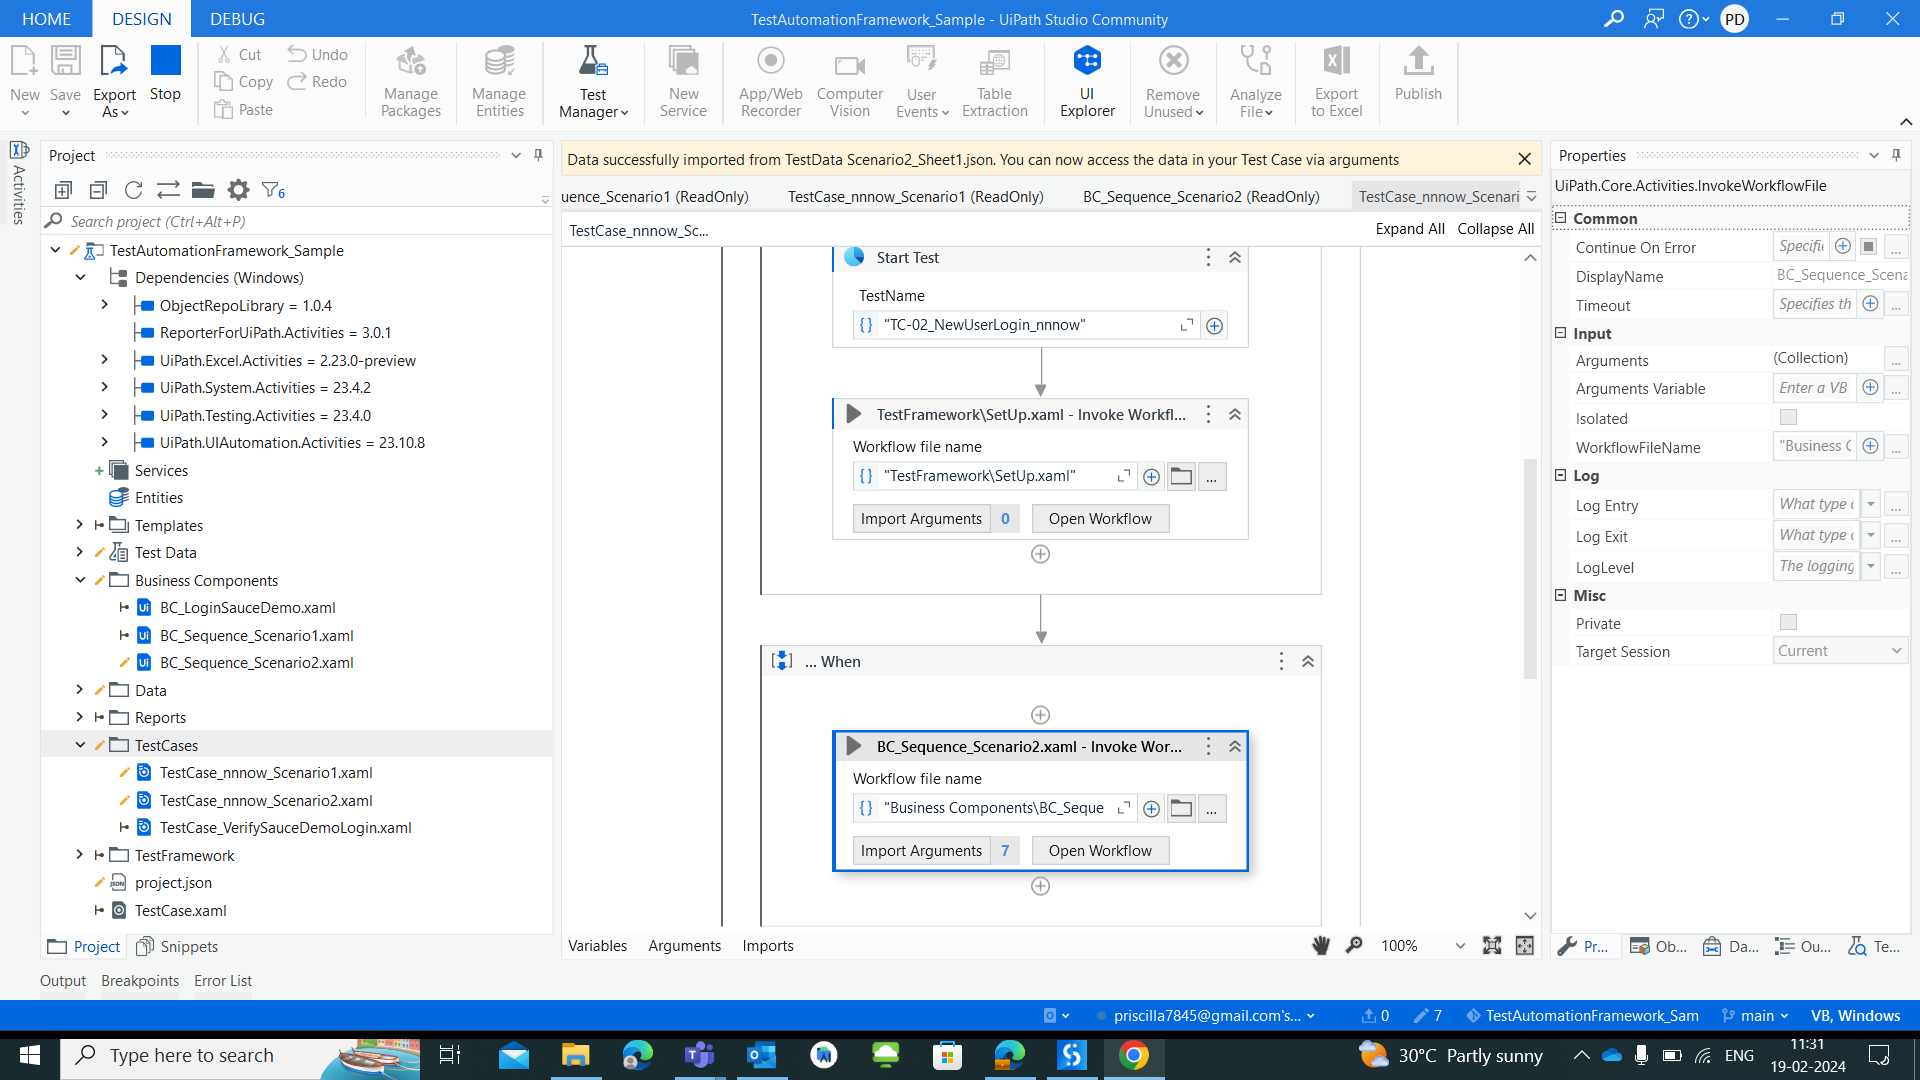 HOME DESIGN DEBUG
TestAutomationFramework_Sample - UiPath Studio Community
PD
New
Save
Export As
Stop
Cut
Copy
Paste
Undo
Redo
Manage Packages
Manage Entities
Test Manager
New Service
App/Web Recorder
Computer Vision
User Events
Table Extraction
UI Explorer
Remove Unused
Analyze File
Export to Excel
Publish
Activities
Project
6
Search project (Ctrl+Alt+P)
TestAutomationFramework_Sample
Dependencies (Windows)
ObjectRepoLibrary = 1.0.4
ReporterForUiPath.Activities = 3.0.1
UiPath.Excel.Activities = 2.23.0-preview
UiPath.System.Activities = 23.4.2
UiPath.Testing.Activities = 23.4.0
UiPath.UIAutomation.Activities = 23.10.8
Services
Entities
Templates
Test Data
Business Components
BC_LoginSauceDemo.xaml
BC_Sequence_Scenario1.xaml
BC_Sequence_Scenario2.xaml
Data
Reports
TestCases
TestCase_nnnow_Scenario1.xaml
TestCase_nnnow_Scenario2.xaml
TestCase_VerifySauceDemoLogin.xaml
TestFramework
project.json
TestCase.xaml
Project Snippets
Output Breakpoints Error List
Data successfully imported from TestData Scenario2_Sheet1.json. You can now access the data in your Test Case via arguments
uence_Scenario1 (ReadOnly) TestCase_nnnow_Scenario1 (ReadOnly) BC_Sequence_Scenario2 (ReadOnly) TestCase_nnnow_Scenari
TestCase_nnnow_Sc... Expand All Collapse All
Start Test
TestName
"TC-02_NewUserLogin_nnnow"
TestFramework\SetUp.xaml - Invoke Workfl...
Workflow file name
"TestFramework\SetUp.xaml"
...
Import Arguments 0 Open Workflow
... When
BC_Sequence_Scenario2.xaml - Invoke Wor...
Workflow file name
"Business Components\BC_Seque
...
Import Arguments 7 Open Workflow
Variables Arguments Imports
100%
Properties
UiPath.Core.Activities.InvokeWorkflowFile
Common
Continue On Error Specifi ...
DisplayName BC_Sequence_Scena
Timeout Specifies th ...
Input
Arguments (Collection) ...
Arguments Variable Enter a VB ...
Isolated
WorkflowFileName "Business C ...
Log
Log Entry What type o ...
Log Exit What type o ...
LogLevel The logging ...
Misc
Private
Target Session Current
Pr... Ob... Da... Ou... Te...
priscilla7845@gmail.com's... 0 7 TestAutomationFramework_Sam main VB, Windows
Type here to search
30°C Partly sunny
ENG
11:31
19-02-2024